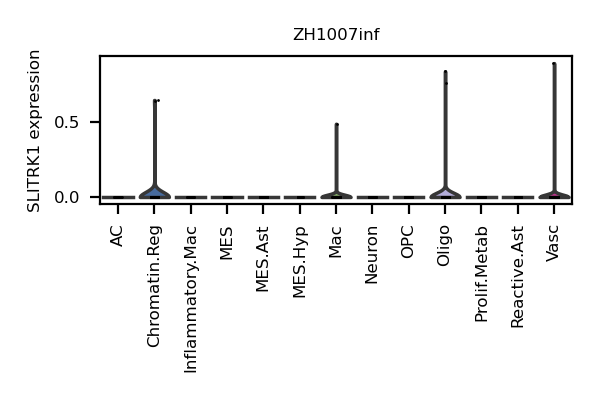 ZH1007inf
SLITRK1 expression
0.5
0.0
AC
Chromatin.Reg
Inflammatory.Mac
MES
MES.Ast
MES.Hyp
Mac
Neuron
OPC
Oligo
Prolif.Metab
Reactive.Ast
Vasc